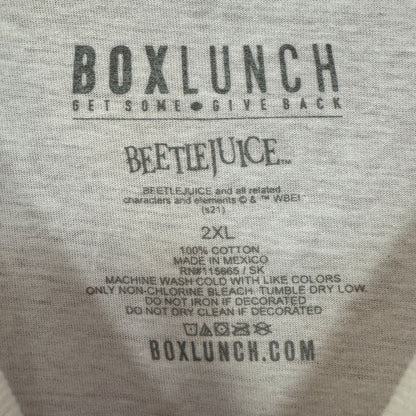 BOXLUNCH
GET SOME • GIVE BACK
BEETLEJUICE™
BEETLEJUICE and all related
characters and elements © & ™ WBEI
(s21)
2XL
100% COTTON
MADE IN MEXICO
RN#115665 / SK
MACHINE WASH COLD WITH LIKE COLORS
ONLY NON-CHLORINE BLEACH. TUMBLE DRY LOW.
DO NOT IRON IF DECORATED
DO NOT DRY CLEAN IF DECORATED
BOXLUNCH.COM